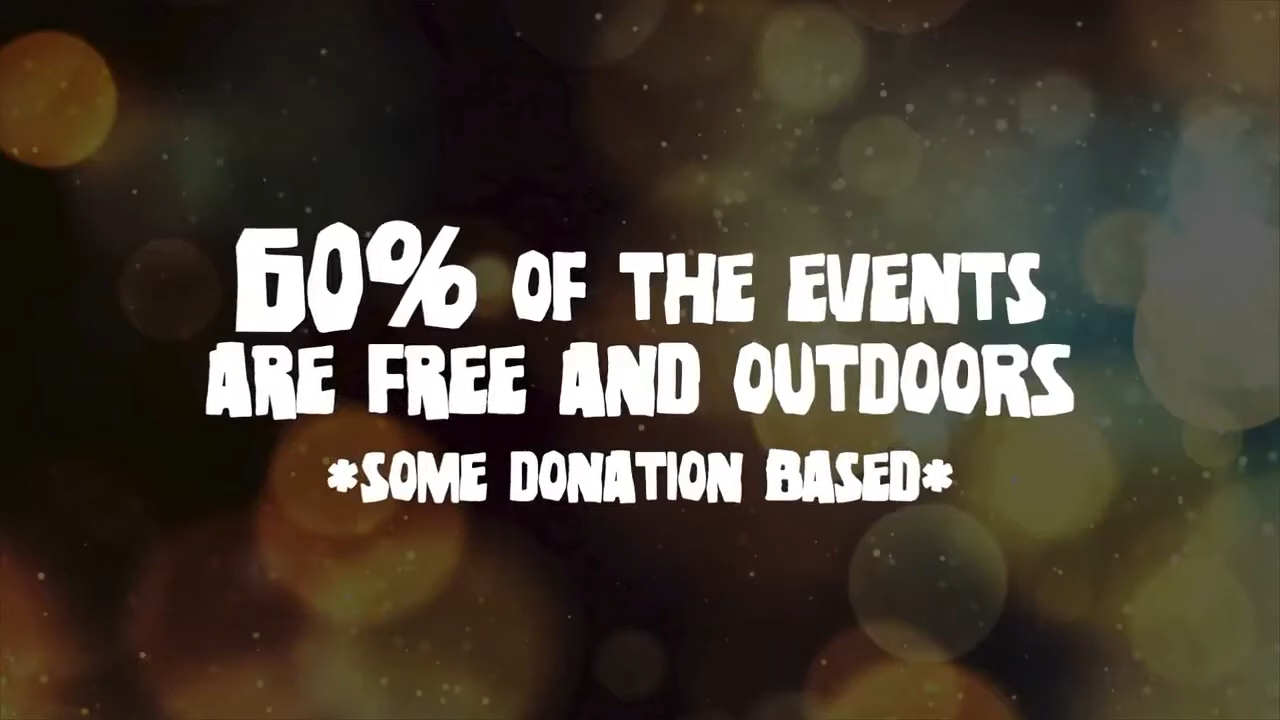 60% OF THE EVENTS
ARE FREE AND OUTDOORS
*SOME DONATION BASED*